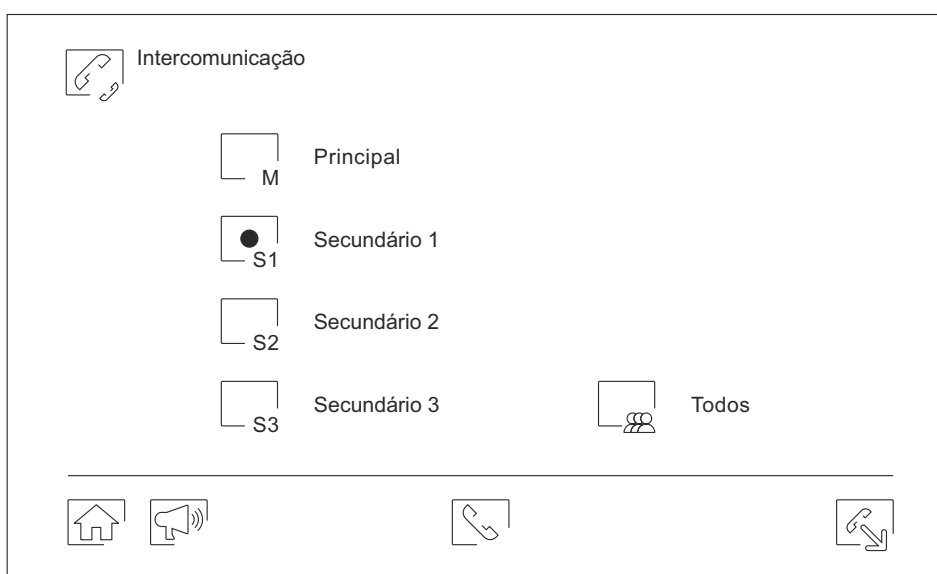 Intercomunicação
M Principal
S1 Secundário 1
S2 Secundário 2
S3 Secundário 3
Todos